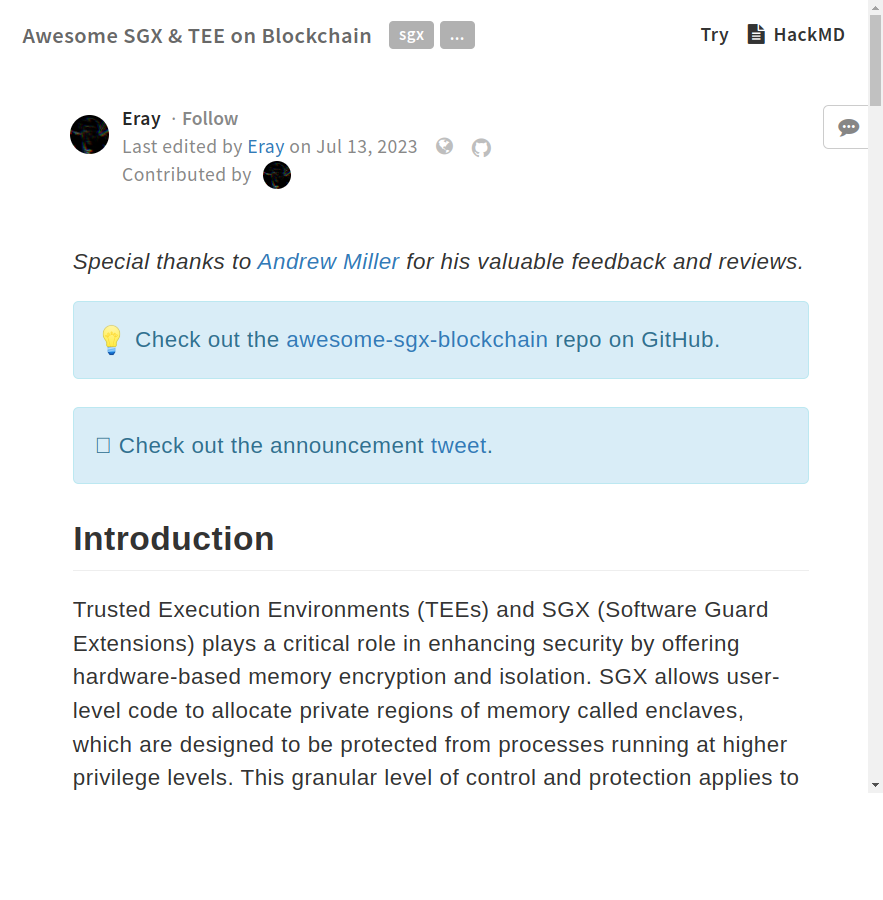 Awesome SGX & TEE on Blockchain sgx ... Try HackMD
Eray · Follow
Last edited by Eray on Jul 13, 2023
Contributed by
Special thanks to Andrew Miller for his valuable feedback and reviews.
💡 Check out the awesome-sgx-blockchain repo on GitHub.
Check out the announcement tweet.
Introduction
Trusted Execution Environments (TEEs) and SGX (Software Guard
Extensions) plays a critical role in enhancing security by offering
hardware-based memory encryption and isolation. SGX allows user-
level code to allocate private regions of memory called enclaves,
which are designed to be protected from processes running at higher
privilege levels. This granular level of control and protection applies to